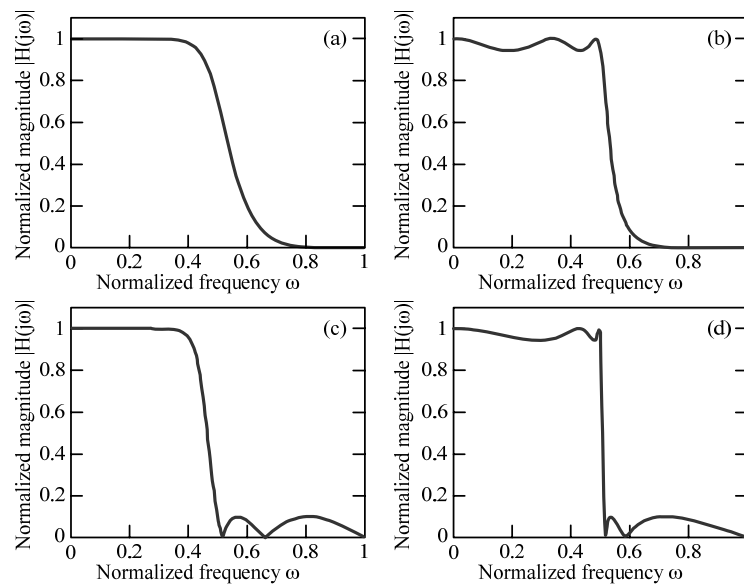 Normalized magnitude |H(jω)|
1
0.8
0.6
0.4
0.2
0
(a)
0 0.2 0.4 0.6 0.8 1
Normalized frequency ω
Normalized magnitude |H(jω)|
1
0.8
0.6
0.4
0.2
0
(b)
0 0.2 0.4 0.6 0.8
Normalized frequency ω
Normalized magnitude |H(jω)|
1
0.8
0.6
0.4
0.2
0
(c)
0 0.2 0.4 0.6 0.8 1
Normalized frequency ω
Normalized magnitude |H(jω)|
1
0.8
0.6
0.4
0.2
0
(d)
0 0.2 0.4 0.6 0.8
Normalized frequency ω